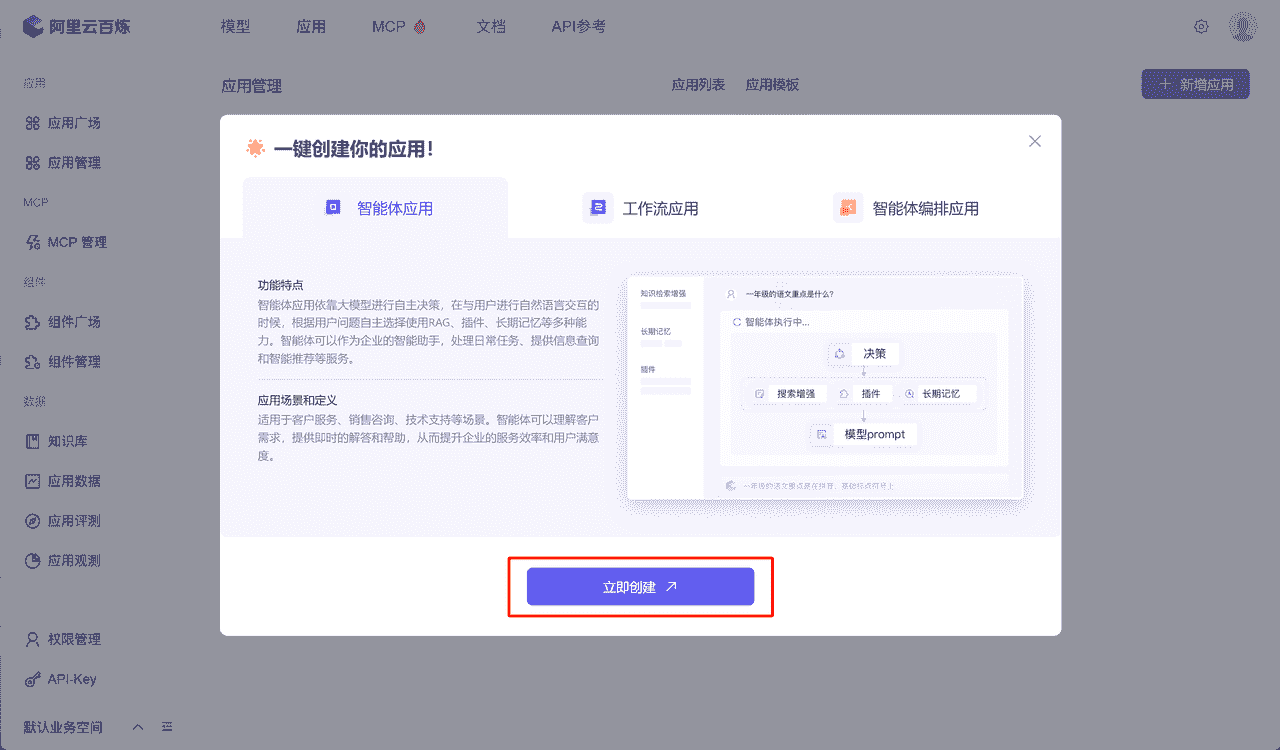 阿里云百炼
模型 应用 MCP 文档 API参考
应用
应用广场
应用管理
MCP
MCP 管理
组件
组件广场
组件管理
数据
知识库
应用数据
应用评测
应用观测
权限管理
API-Key
默认业务空间
应用管理 应用列表 应用模板 新增应用
一键创建你的应用!
智能体应用 工作流应用 智能体编排应用
功能特点
智能体应用依靠大模型进行自主决策，在与用户进行自然语言交互的
时候，根据用户问题自主选择使用RAG、插件、长期记忆等多种能
力。智能体可以作为企业的智能助手，处理日常任务、提供信息查询
和智能推荐等服务。
应用场景和定义
适用于客户服务、销售咨询、技术支持等场景。智能体可以理解客户
需求，提供即时的解答和帮助，从而提升企业的服务效率和用户满意
度。
知识检索增强
长期记忆
插件
一年级的语文重点是什么?
智能体执行中...
决策
搜索增强 插件 长期记忆
模型prompt
一年级的语文重点是在拼音、
立即创建